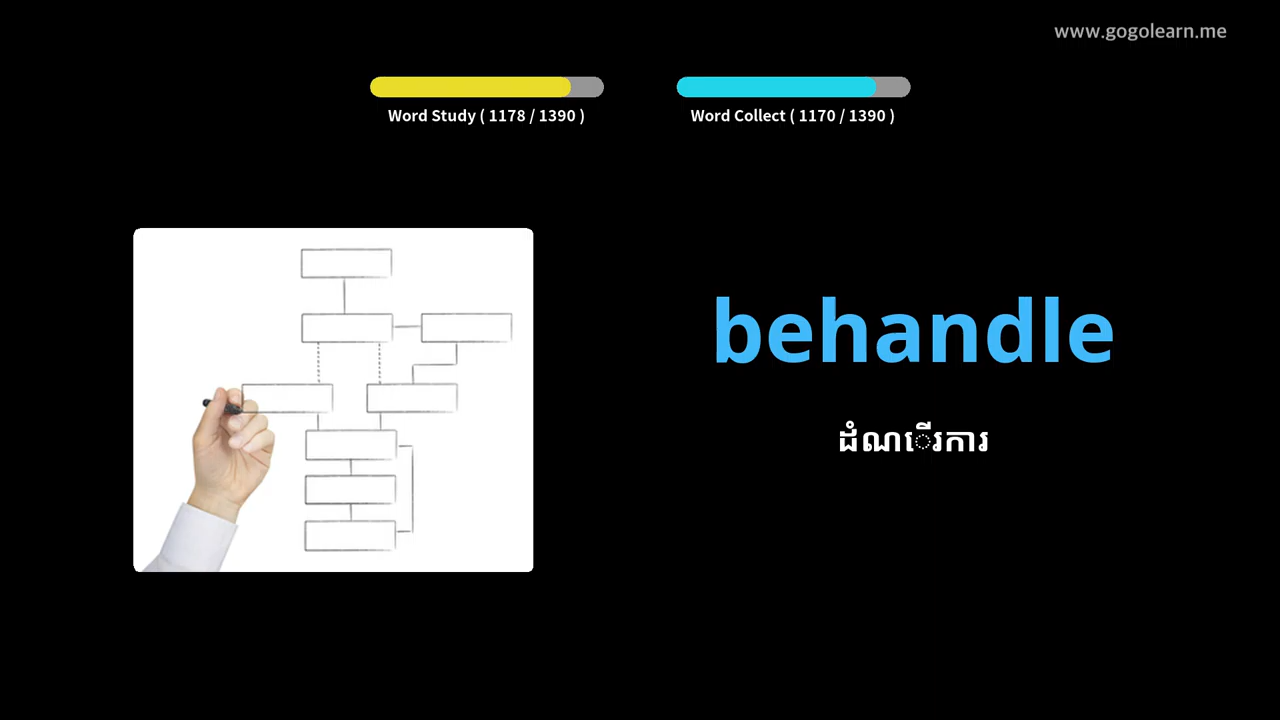 www.gogolearn.me
Word Study ( 1178 / 1390 )
Word Collect ( 1170 / 1390 )
behandle
ដំណើរការ